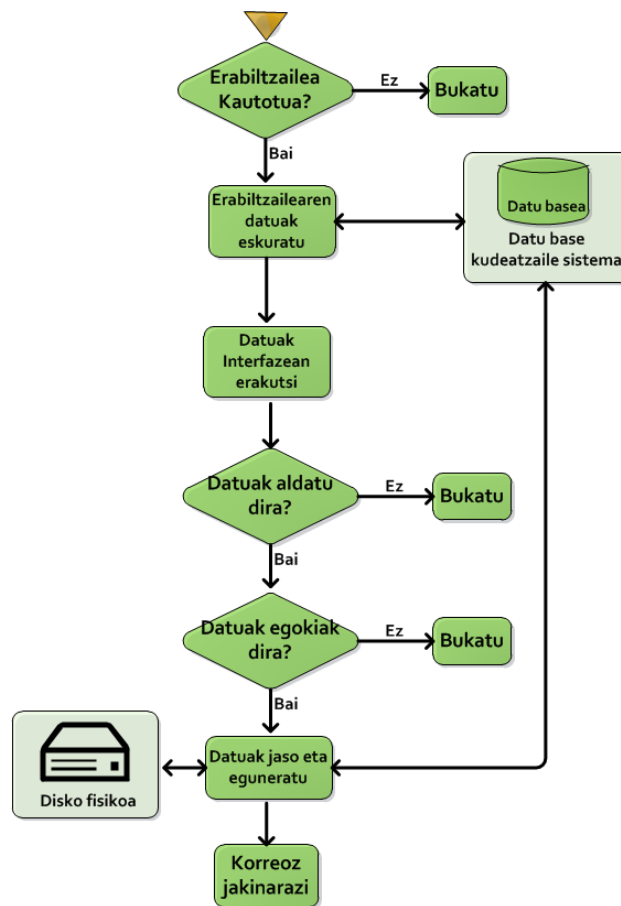 Erabiltzailea
Kautotua?
Ez
Bukatu
Bai
Erabiltzailearen
datuak
eskuratu
Datu basea
Datu base
kudeatzaile sistema
Datuak
Interfazean
erakutsi
Datuak aldatu
dira?
Ez
Bukatu
Bai
Datuak egokiak
dira?
Ez
Bukatu
Bai
Disko fisikoa
Datuak jaso eta
eguneratu
Korreoz
jakinarazi